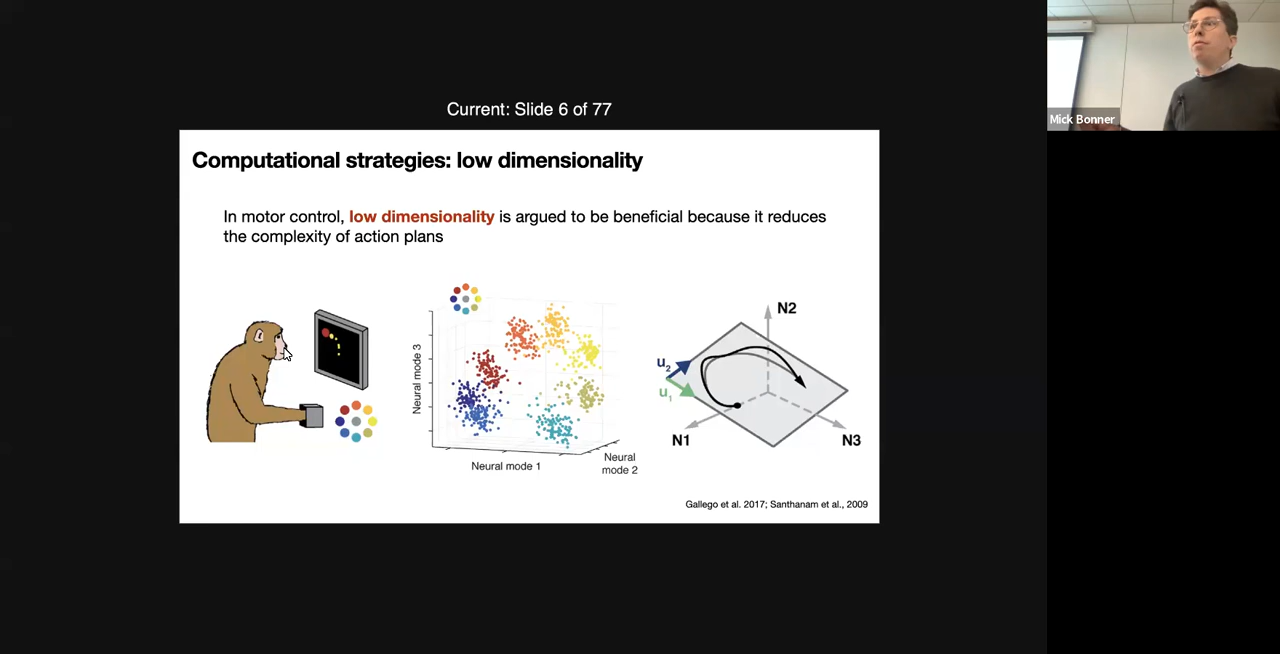 Current: Slide 6 of 77
Mick Bonner
Computational strategies: low dimensionality
In motor control, low dimensionality is argued to be beneficial because it reduces
the complexity of action plans
Neural mode 3
Neural mode 1
Neural
mode 2
N2
u2
u1
N1
N3
Gallego et al. 2017; Santhanam et al., 2009